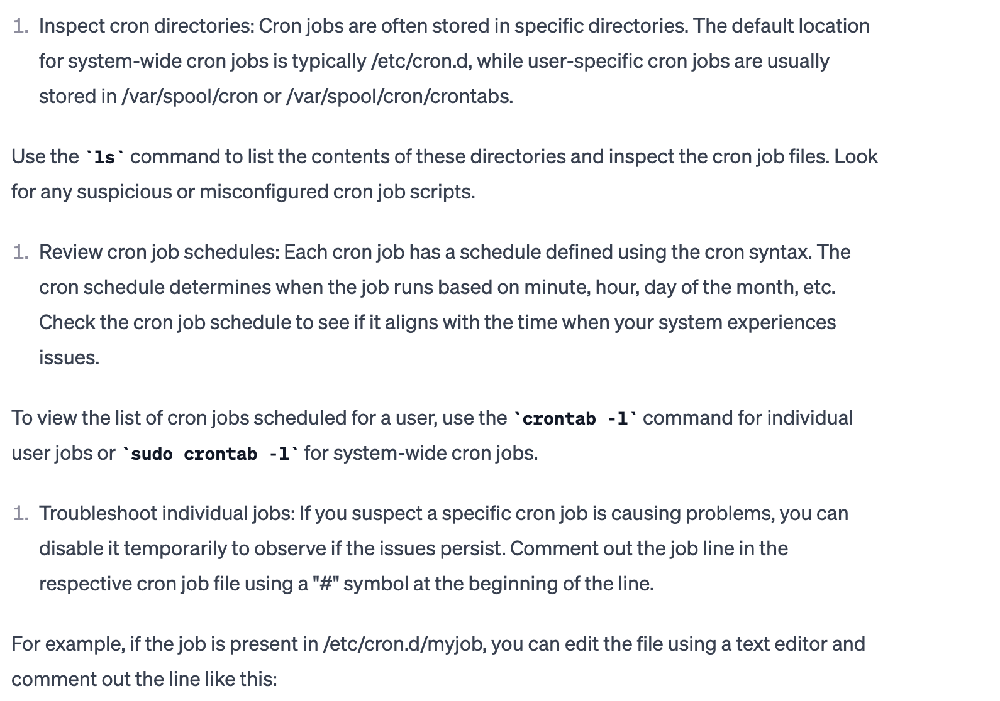 1. Inspect cron directories: Cron jobs are often stored in specific directories. The default location
for system-wide cron jobs is typically /etc/cron.d, while user-specific cron jobs are usually
stored in /var/spool/cron or /var/spool/cron/crontabs.
Use the `ls` command to list the contents of these directories and inspect the cron job files. Look
for any suspicious or misconfigured cron job scripts.
1. Review cron job schedules: Each cron job has a schedule defined using the cron syntax. The
cron schedule determines when the job runs based on minute, hour, day of the month, etc.
Check the cron job schedule to see if it aligns with the time when your system experiences
issues.
To view the list of cron jobs scheduled for a user, use the `crontab -l` command for individual
user jobs or `sudo crontab -l` for system-wide cron jobs.
1. Troubleshoot individual jobs: If you suspect a specific cron job is causing problems, you can
disable it temporarily to observe if the issues persist. Comment out the job line in the
respective cron job file using a "#" symbol at the beginning of the line.
For example, if the job is present in /etc/cron.d/myjob, you can edit the file using a text editor and
comment out the line like this: